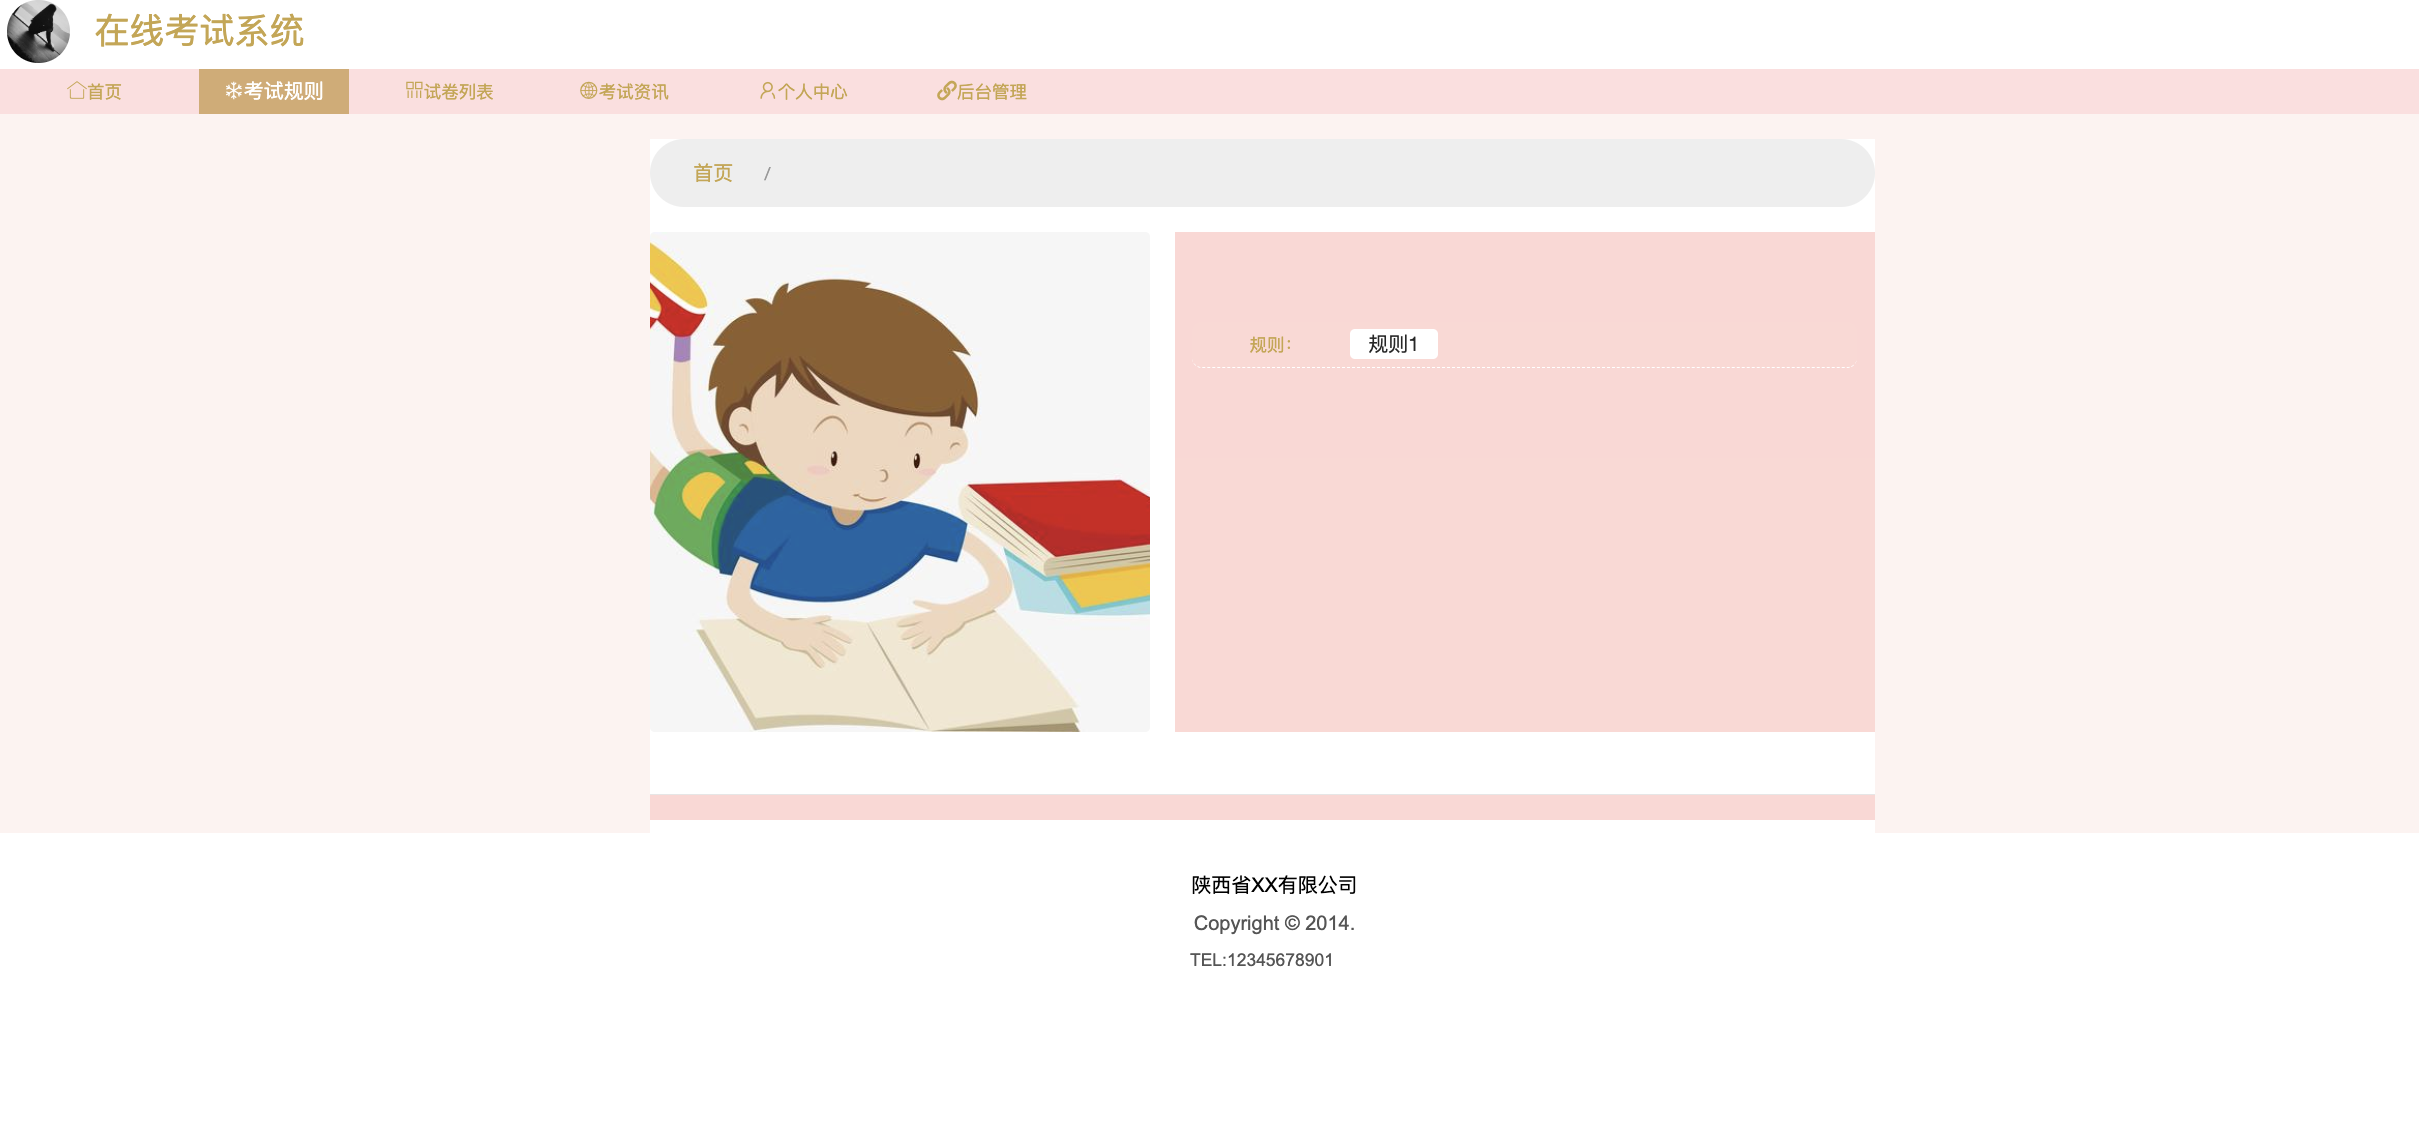 在线考试系统
首页 考试规则 试卷列表 考试资讯 个人中心 后台管理
首页 /
规则： 规则1
陕西省XX有限公司
Copyright © 2014.
TEL:12345678901